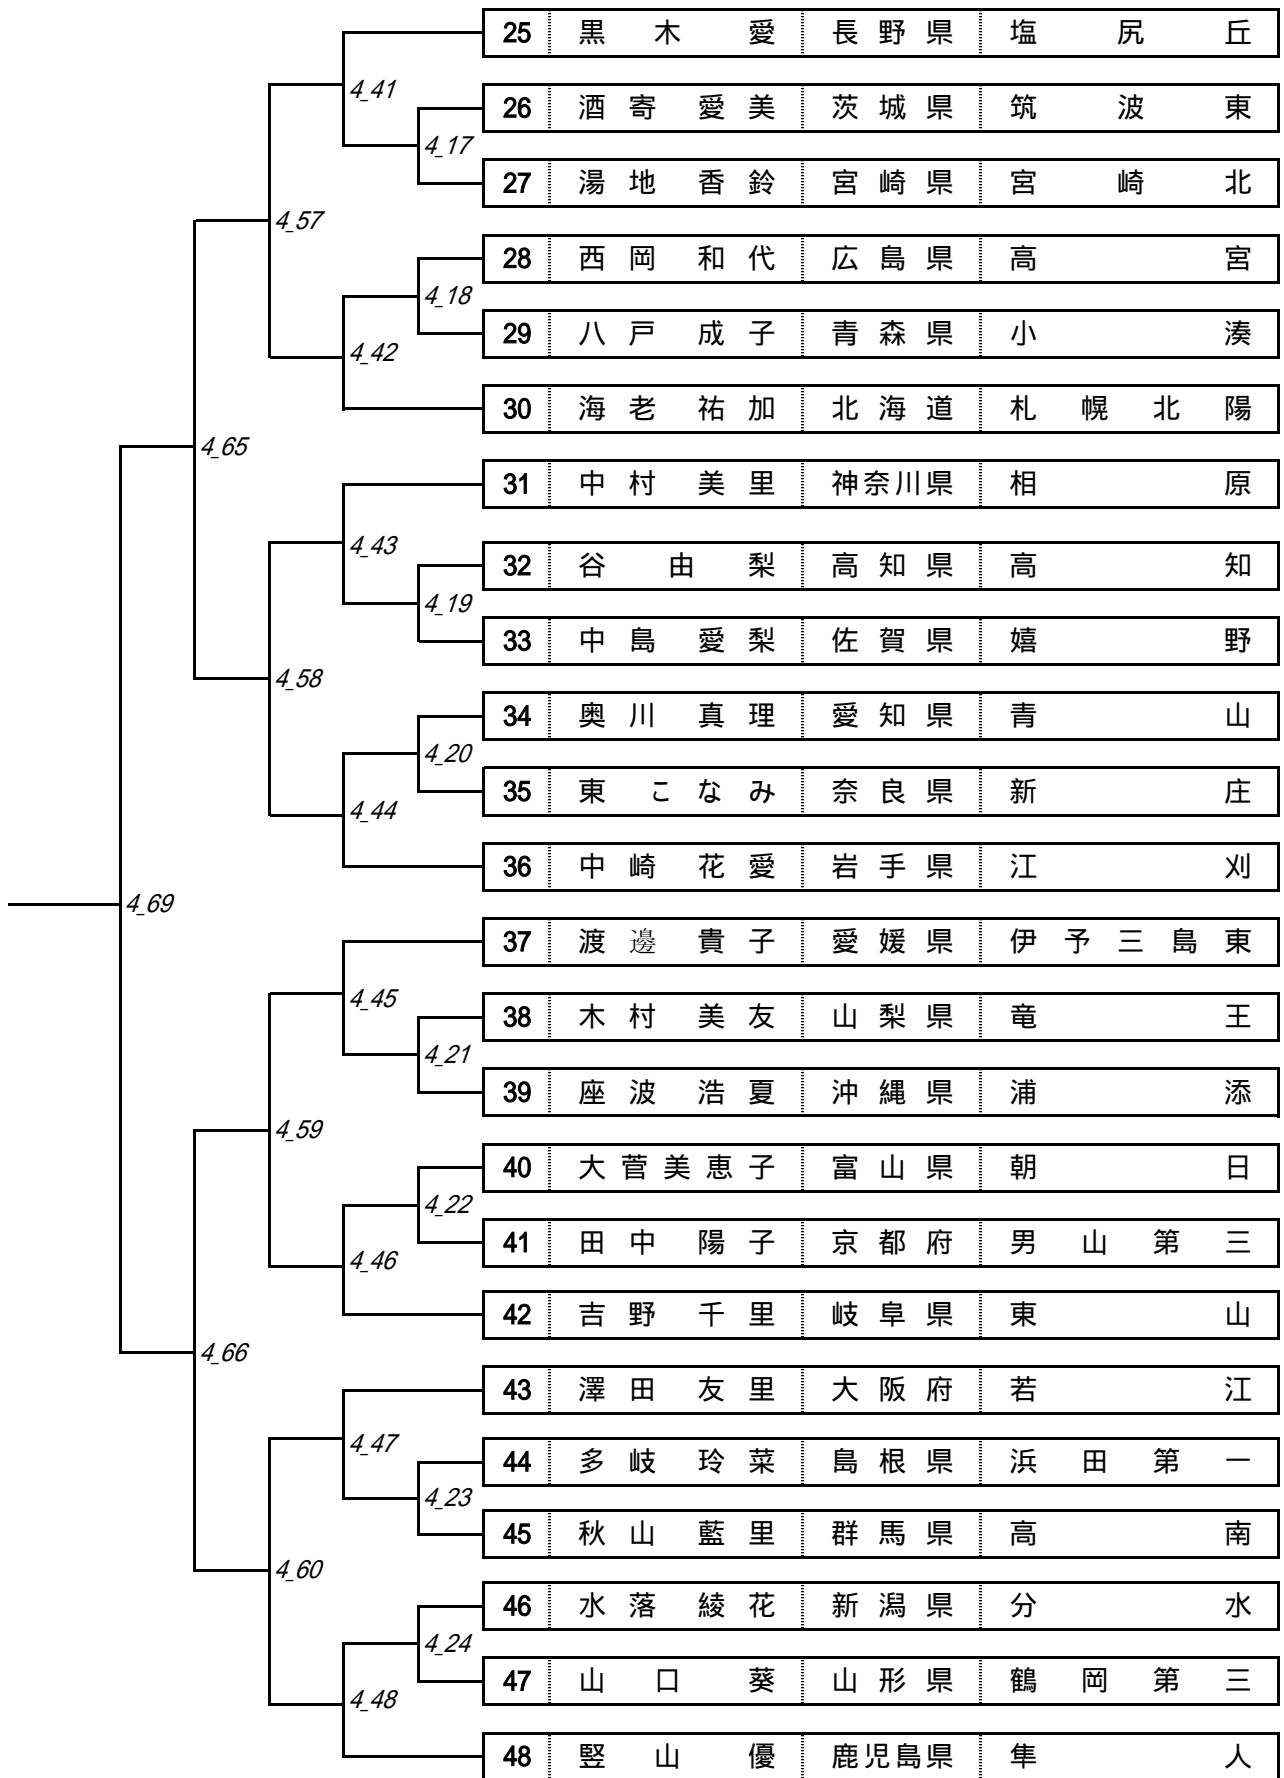 25 黒木 愛 長野県 塩尻丘
4_41
26 酒寄 愛美 茨城県 筑波東
4_17
27 湯地 香鈴 宮崎県 宮崎北
4_57
28 西岡 和代 広島県 高宮
4_18
29 八戸 成子 青森県 小湊
4_42
30 海老 祐加 北海道 札幌北陽
4_65
31 中村 美里 神奈川県 相原
4_43
32 谷 由梨 高知県 高知
4_19
33 中島 愛梨 佐賀県 嬉野
4_58
34 奥川 真理 愛知県 青山
4_20
35 東 こなみ 奈良県 新庄
4_44
36 中崎 花愛 岩手県 江刈
4_69
37 渡邊 貴子 愛媛県 伊予三島東
4_45
38 木村 美友 山梨県 竜王
4_21
39 座波 浩夏 沖縄県 浦添
4_59
40 大菅美恵子 富山県 朝日
4_22
41 田中 陽子 京都府 男山第三
4_46
42 吉野 千里 岐阜県 東山
4_66
43 澤田 友里 大阪府 若江
4_47
44 多岐 玲菜 島根県 浜田第一
4_23
45 秋山 藍里 群馬県 高南
4_60
46 水落 綾花 新潟県 分水
4_24
47 山口 葵 山形県 鶴岡第三
4_48
48 竪山 優 鹿児島県 隼人